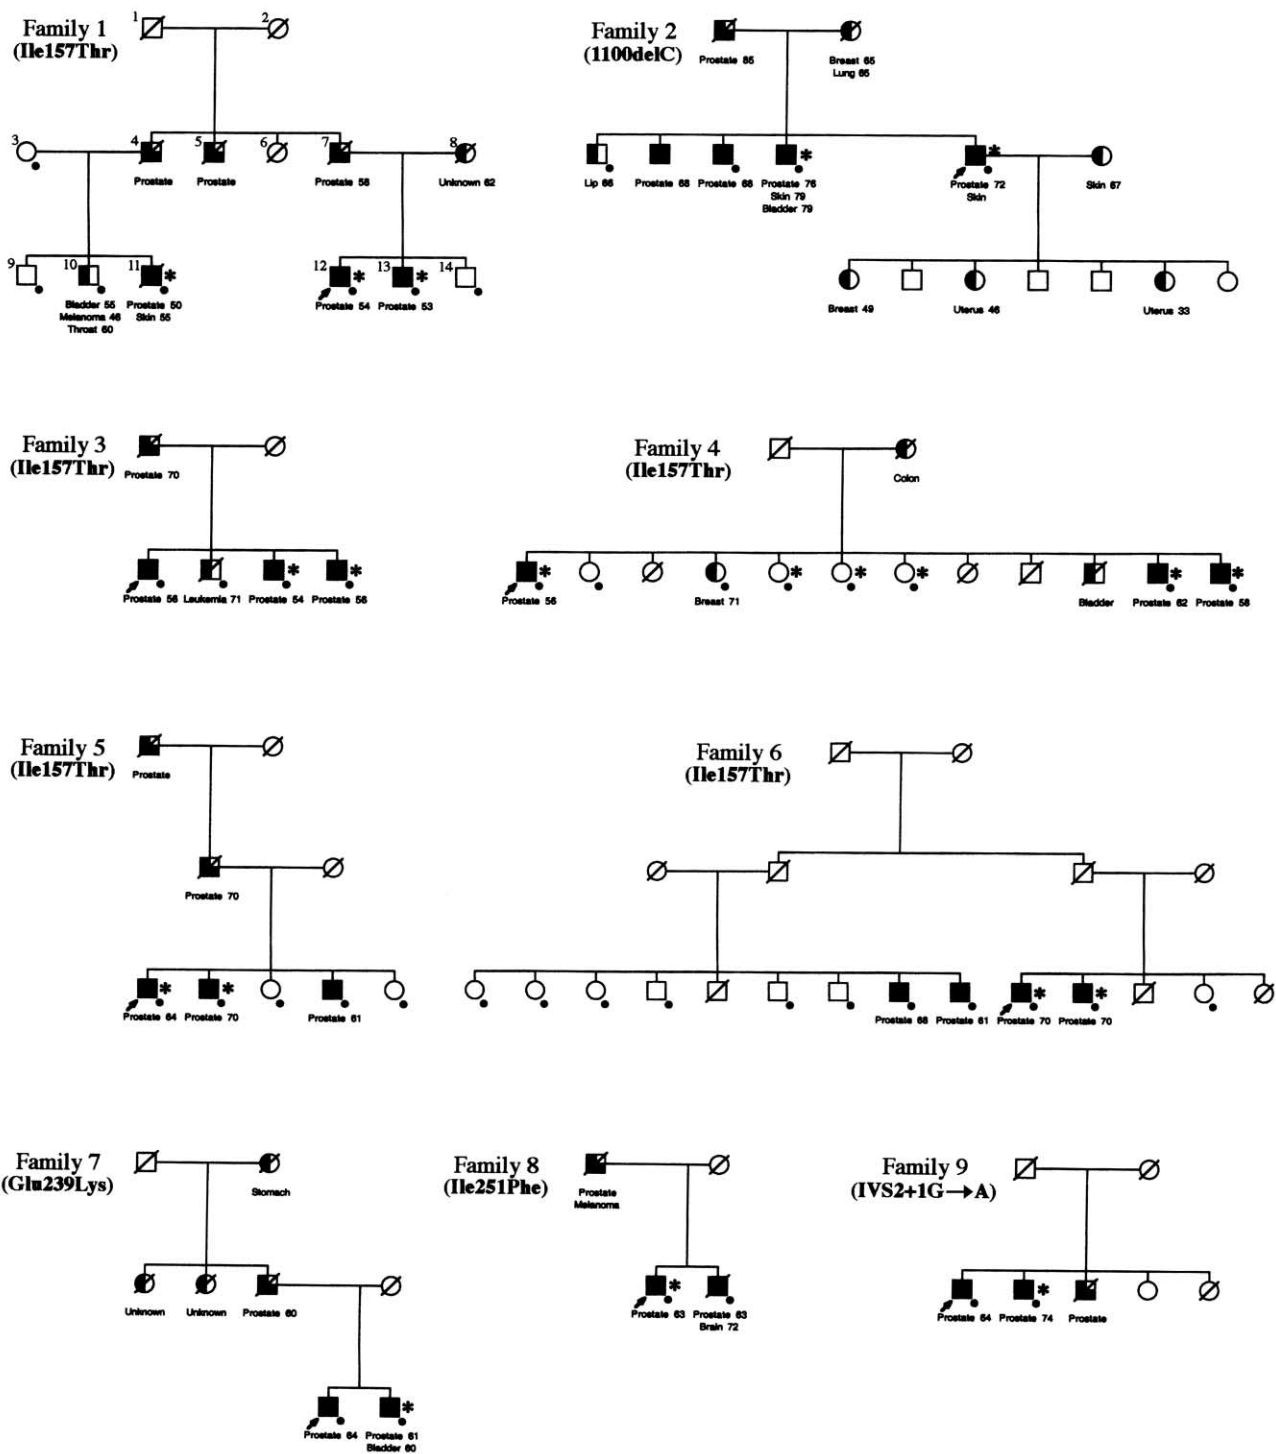 Family 1
(Ile157Thr)
1
2
3
4
5
6
7
8
Prostate
Prostate
Prostate 58
Unknown 62
9
10
11
12
13
14
Bladder 55
Melanoma 46
Throat 60
Prostate 50
Skin 55
Prostate 54
Prostate 53
*
*
*
Family 2
(1100delC)
Prostate 85
Breast 65
Lung 65
*
*
Lip 66
Prostate 68
Prostate 68
Prostate 76
Skin 79
Bladder 79
Prostate 72
Skin
Skin 67
Breast 49
Uterus 46
Uterus 33
Family 3
(Ile157Thr)
Prostate 70
*
*
Prostate 56
Leukemia 71
Prostate 54
Prostate 56
Family 4
(Ile157Thr)
Colon
*
*
*
*
*
*
Prostate 56
Breast 71
Bladder
Prostate 62
Prostate 58
Family 5
(Ile157Thr)
Prostate
Prostate 70
*
*
Prostate 64
Prostate 70
Prostate 61
Family 6
(Ile157Thr)
*
*
Prostate 68
Prostate 61
Prostate 70
Prostate 70
Family 7
(Glu239Lys)
Stomach
Unknown
Unknown
Prostate 60
*
Prostate 64
Prostate 61
Bladder 60
Family 8
(Ile251Phe)
Prostate
Melanoma
*
Prostate 63
Prostate 63
Brain 72
Family 9
(IVS2+1G→A)
*
Prostate 64
Prostate 74
Prostate